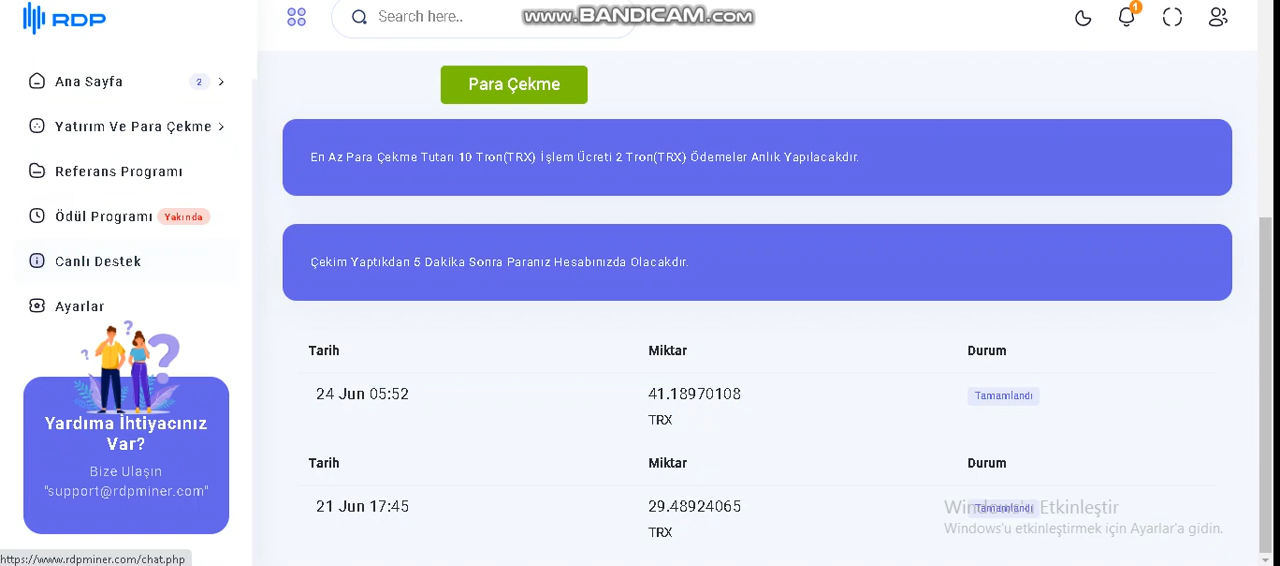 RDP
Search here..
www.BANDICAM.com
1
Ana Sayfa 2
Yatırım Ve Para Çekme
Referans Programı
Ödül Programı Yakında
Canlı Destek
Ayarlar
Yardıma İhtiyacınız
Var?
Bize Ulaşın
"support@rdpminer.com"
https://www.rdpminer.com/chat.php
Para Çekme
En Az Para Çekme Tutarı 10 Tron(TRX) İşlem Ücreti 2 Tron(TRX) Ödemeler Anlık Yapılacakdır.
Çekim Yaptıkdan 5 Dakika Sonra Paranız Hesabınızda Olacakdır.
Tarih Miktar Durum
24 Jun 05:52 41.18970108 Tamamlandı
TRX
Tarih Miktar Durum
21 Jun 17:45 29.48924065 Tamamlandı
TRX
Windows'u Etkinleştir
Windows'u etkinleştirmek için Ayarlar'a gidin.